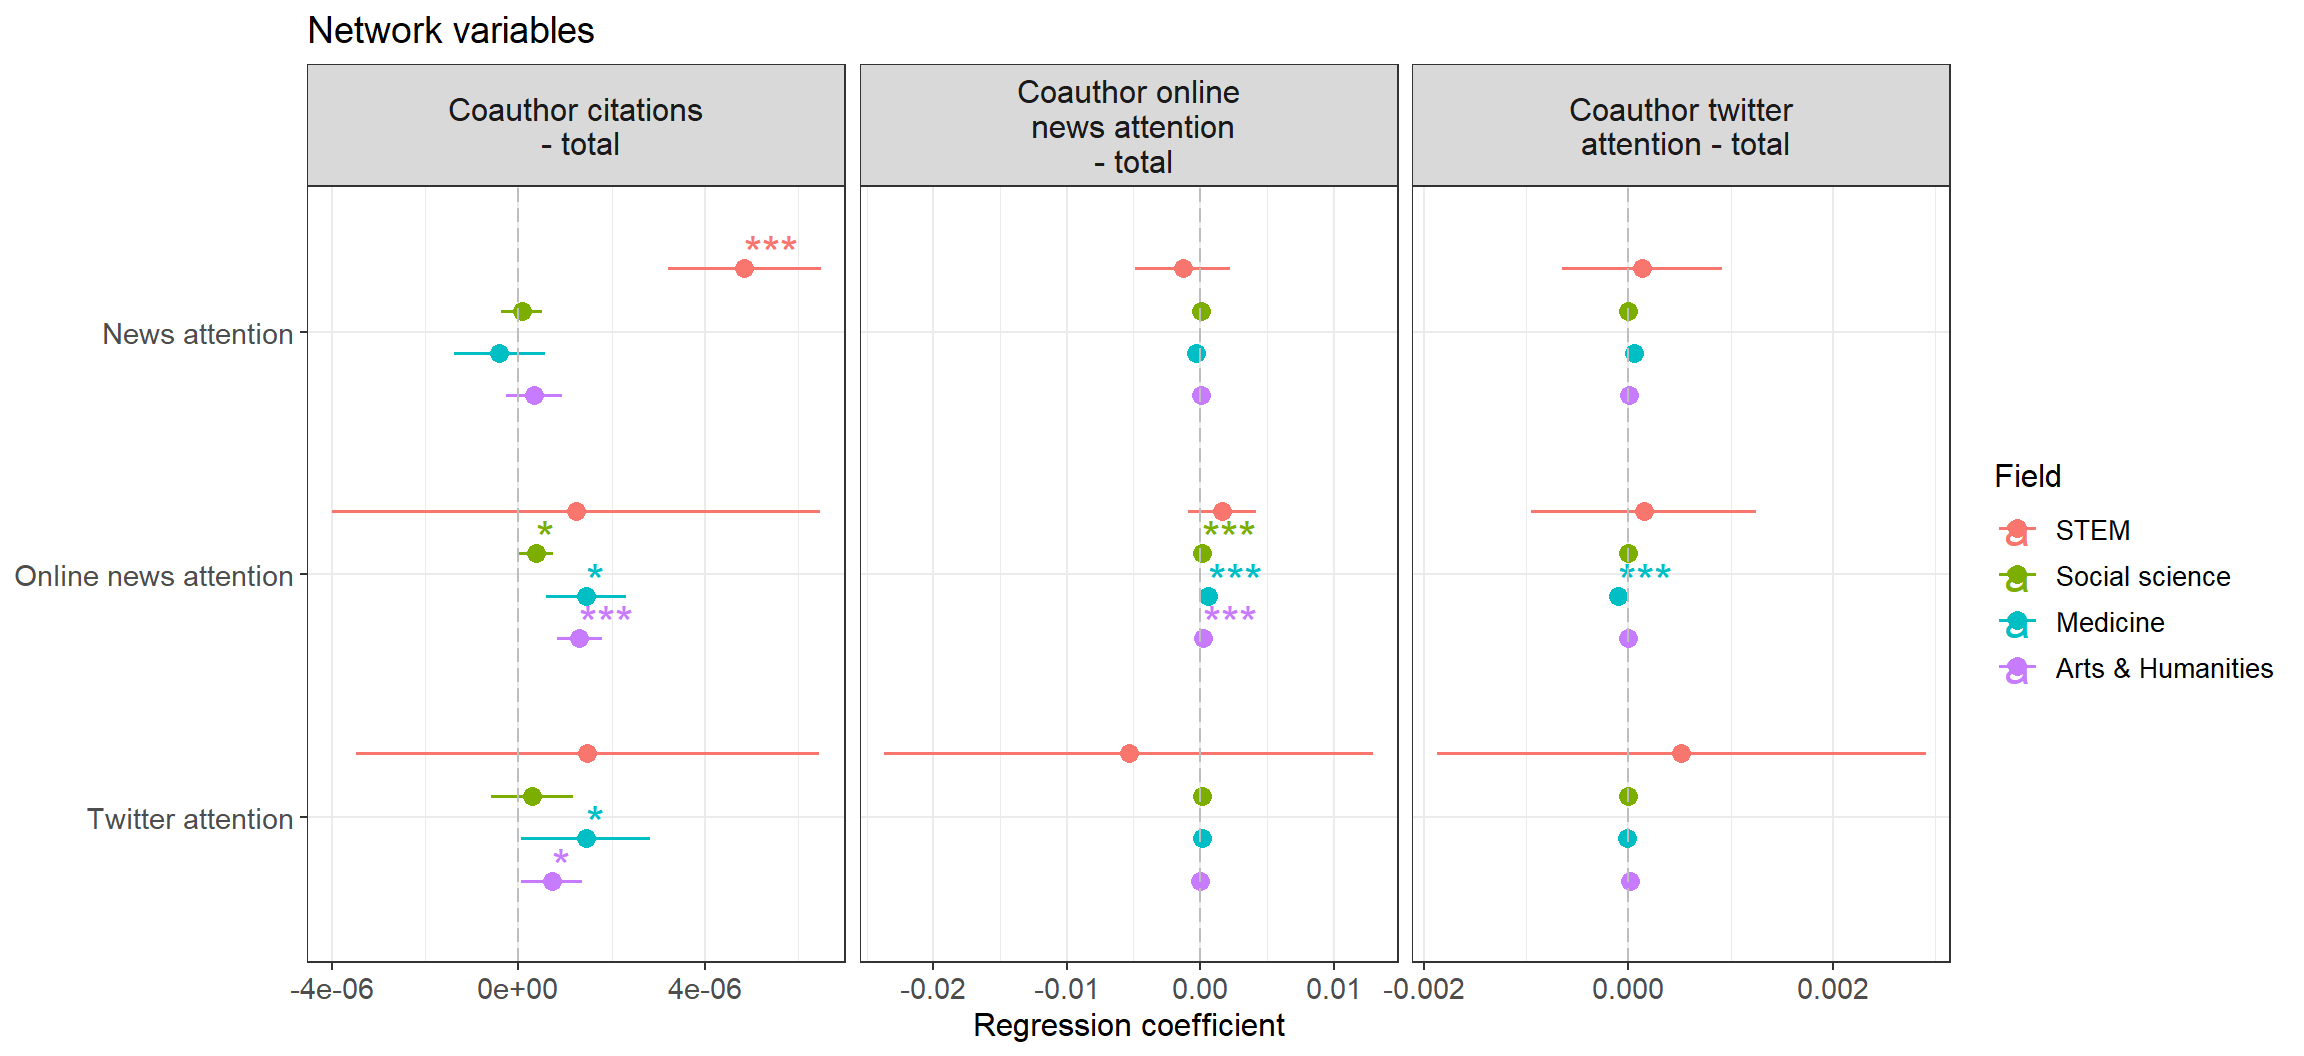 Network variables
Coauthor citations
- total
Coauthor online
news attention
- total
Coauthor twitter
attention - total
***
News attention
*
***
*
***
Online news attention
***
***
***
*
Twitter attention
*
Field
a STEM
a Social science
a Medicine
a Arts & Humanities
-4e-06 0e+00 4e-06
-0.02 -0.01 0.00 0.01
-0.002 0.000 0.002
Regression coefficient